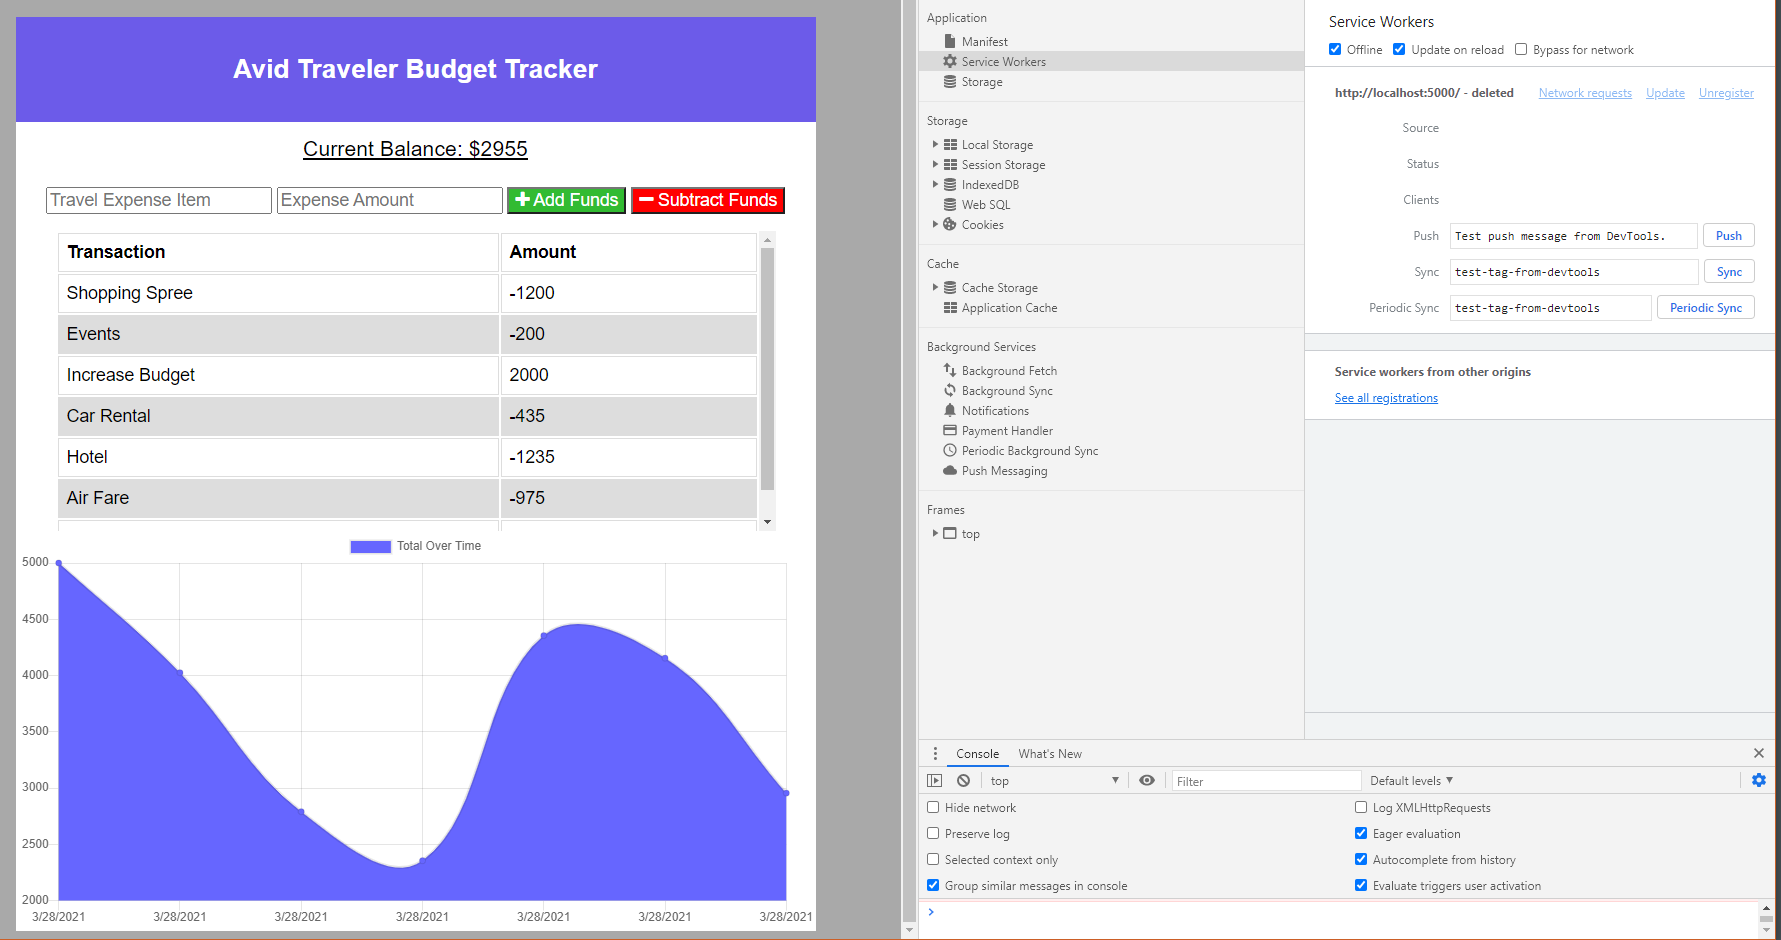 Avid Traveler Budget Tracker
Current Balance: $2955
Travel Expense Item Expense Amount Add Funds Subtract Funds
Transaction Amount
Shopping Spree -1200
Events -200
Increase Budget 2000
Car Rental -435
Hotel -1235
Air Fare -975
Total Over Time
5000
4500
4000
3500
3000
2500
2000
3/28/2021 3/28/2021 3/28/2021 3/28/2021 3/28/2021 3/28/2021 3/28/2021
Application
Manifest
Service Workers
Storage
Storage
Local Storage
Session Storage
IndexedDB
Web SQL
Cookies
Cache
Cache Storage
Application Cache
Background Services
Background Fetch
Background Sync
Notifications
Payment Handler
Periodic Background Sync
Push Messaging
Frames
top
Service Workers
Offline Update on reload Bypass for network
http://localhost:5000/ - deleted Network requests Update Unregister
Source
Status
Clients
Push Test push message from DevTools. Push
Sync test-tag-from-devtools Sync
Periodic Sync test-tag-from-devtools Periodic Sync
Service workers from other origins
See all registrations
Console What's New
top Filter Default levels
Hide network Log XMLHttpRequests
Preserve log Eager evaluation
Selected context only Autocomplete from history
Group similar messages in console Evaluate triggers user activation